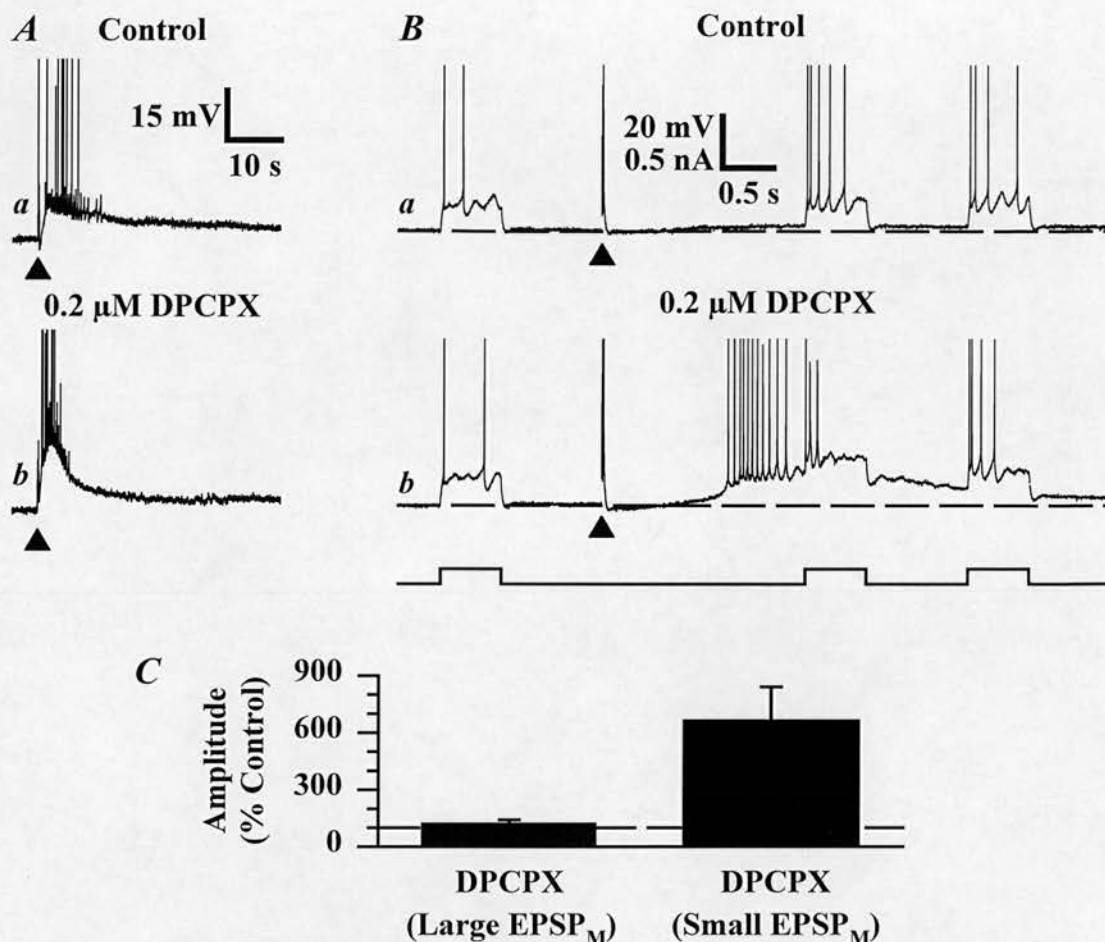 A
Control
15 mV
10 s
a
0.2 µM DPCPX
b
B
Control
20 mV
0.5 nA
0.5 s
a
0.2 µM DPCPX
b
C
Amplitude
(% Control)
900
600
300
0
DPCPX
(Large EPSP_M)
DPCPX
(Small EPSP_M)